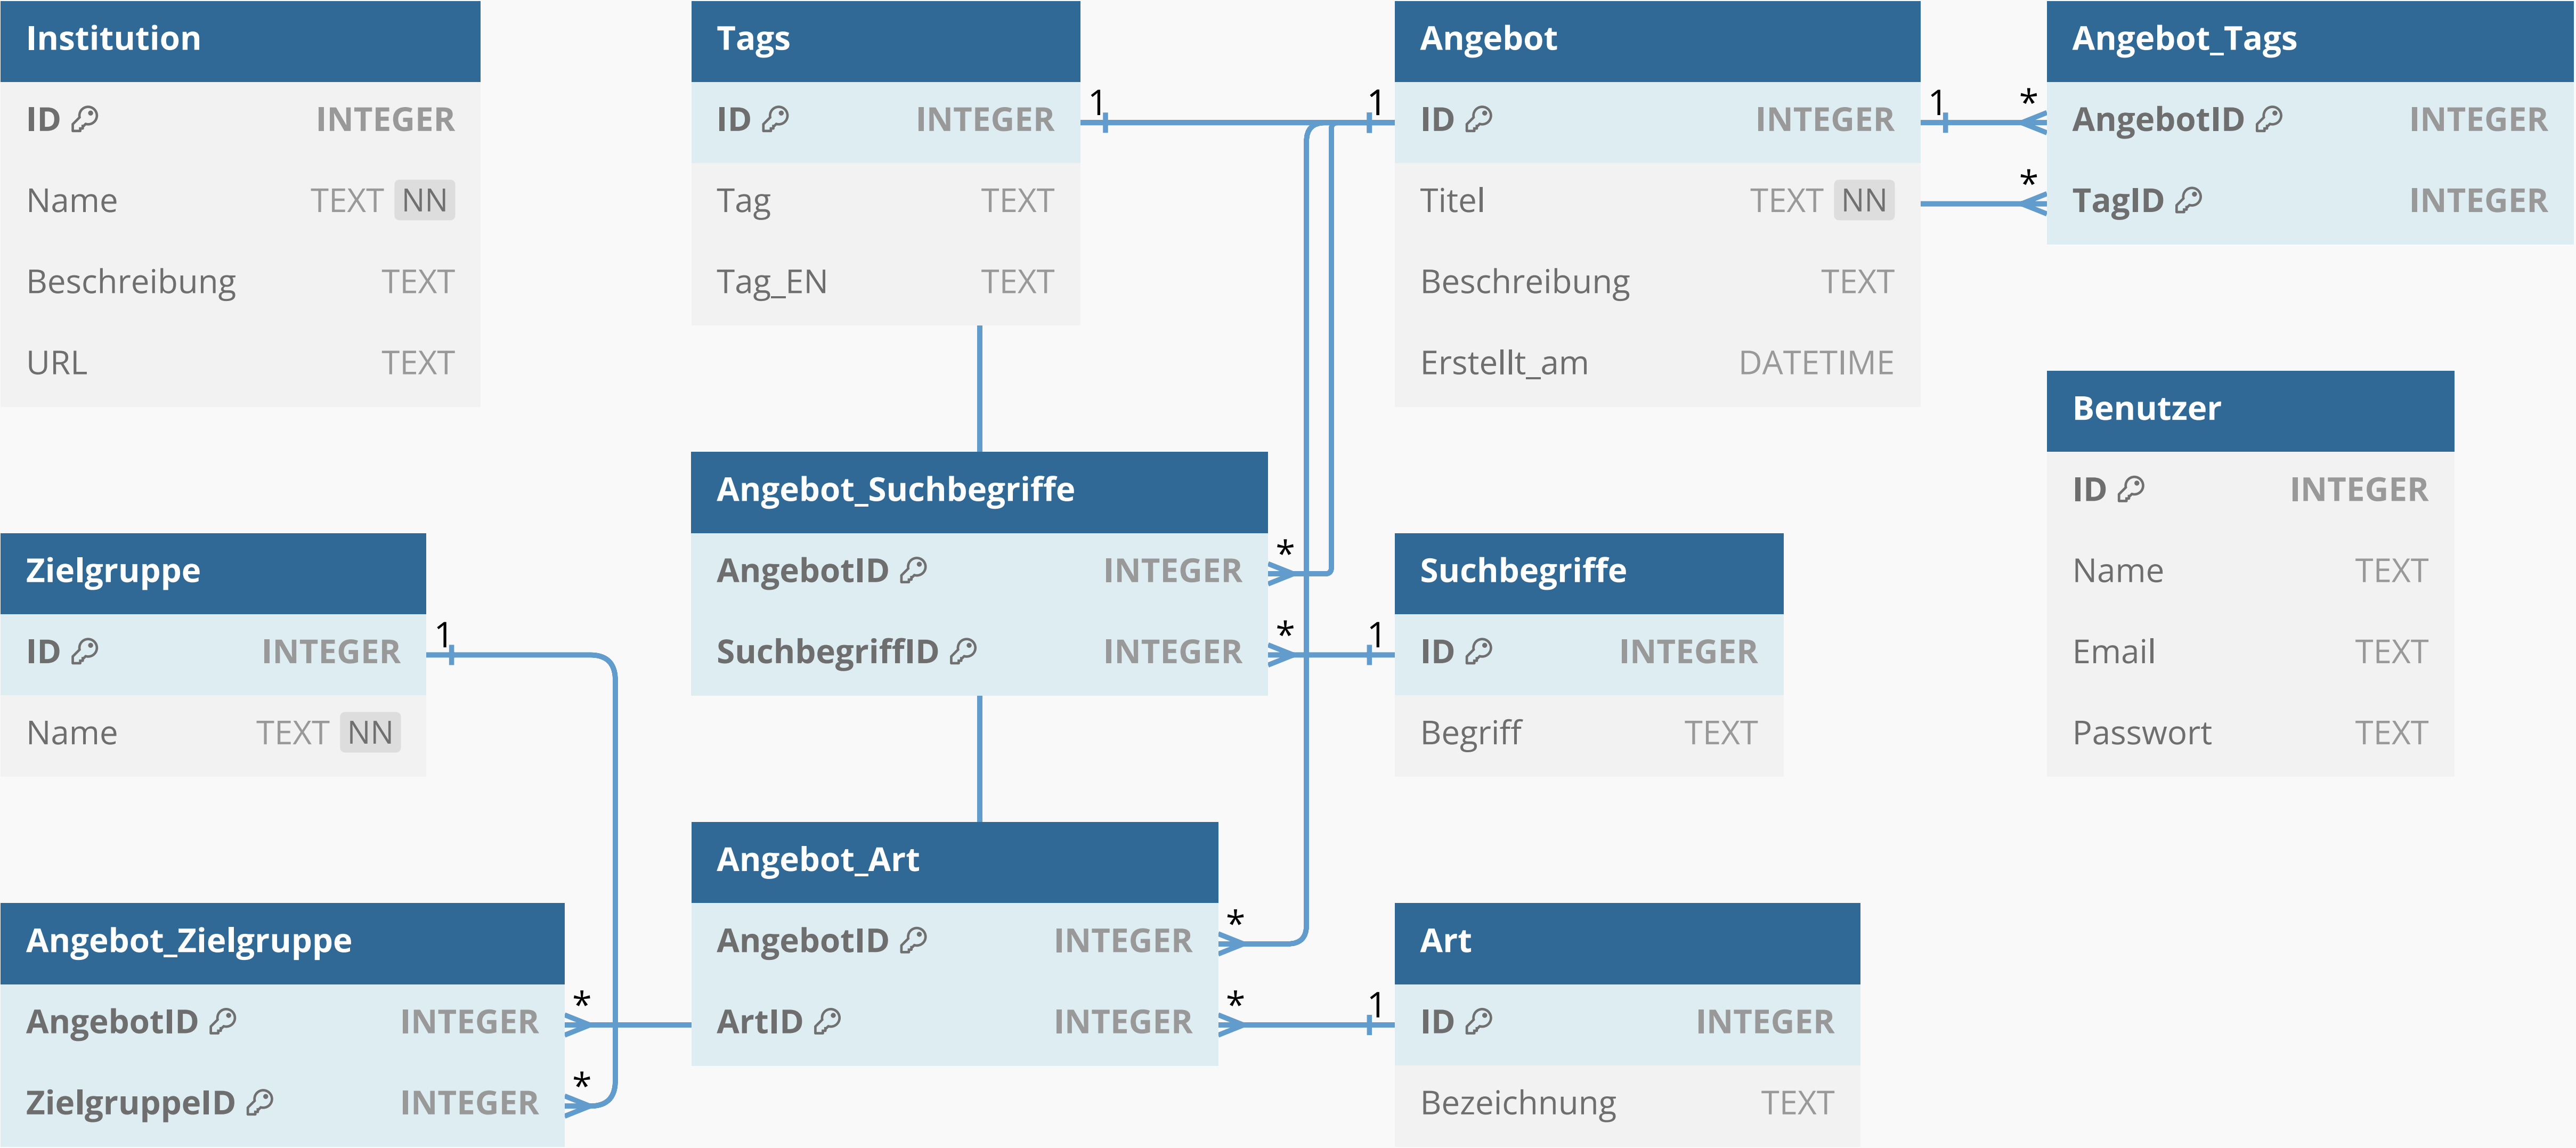 Institution
ID INTEGER
Name TEXT NN
Beschreibung TEXT
URL TEXT
Tags
ID INTEGER
Tag TEXT
Tag_EN TEXT
1
1
Angebot
ID INTEGER
Titel TEXT NN
Beschreibung TEXT
Erstellt_am DATETIME
1
*
*
Angebot_Tags
AngebotID INTEGER
TagID INTEGER
Benutzer
ID INTEGER
Name TEXT
Email TEXT
Passwort TEXT
Zielgruppe
ID INTEGER
Name TEXT NN
1
Angebot_Suchbegriffe
AngebotID INTEGER
SuchbegriffID INTEGER
*
*
1
Suchbegriffe
ID INTEGER
Begriff TEXT
Angebot_Zielgruppe
AngebotID INTEGER
ZielgruppeID INTEGER
*
*
Angebot_Art
AngebotID INTEGER
ArtID INTEGER
*
*
1
Art
ID INTEGER
Bezeichnung TEXT